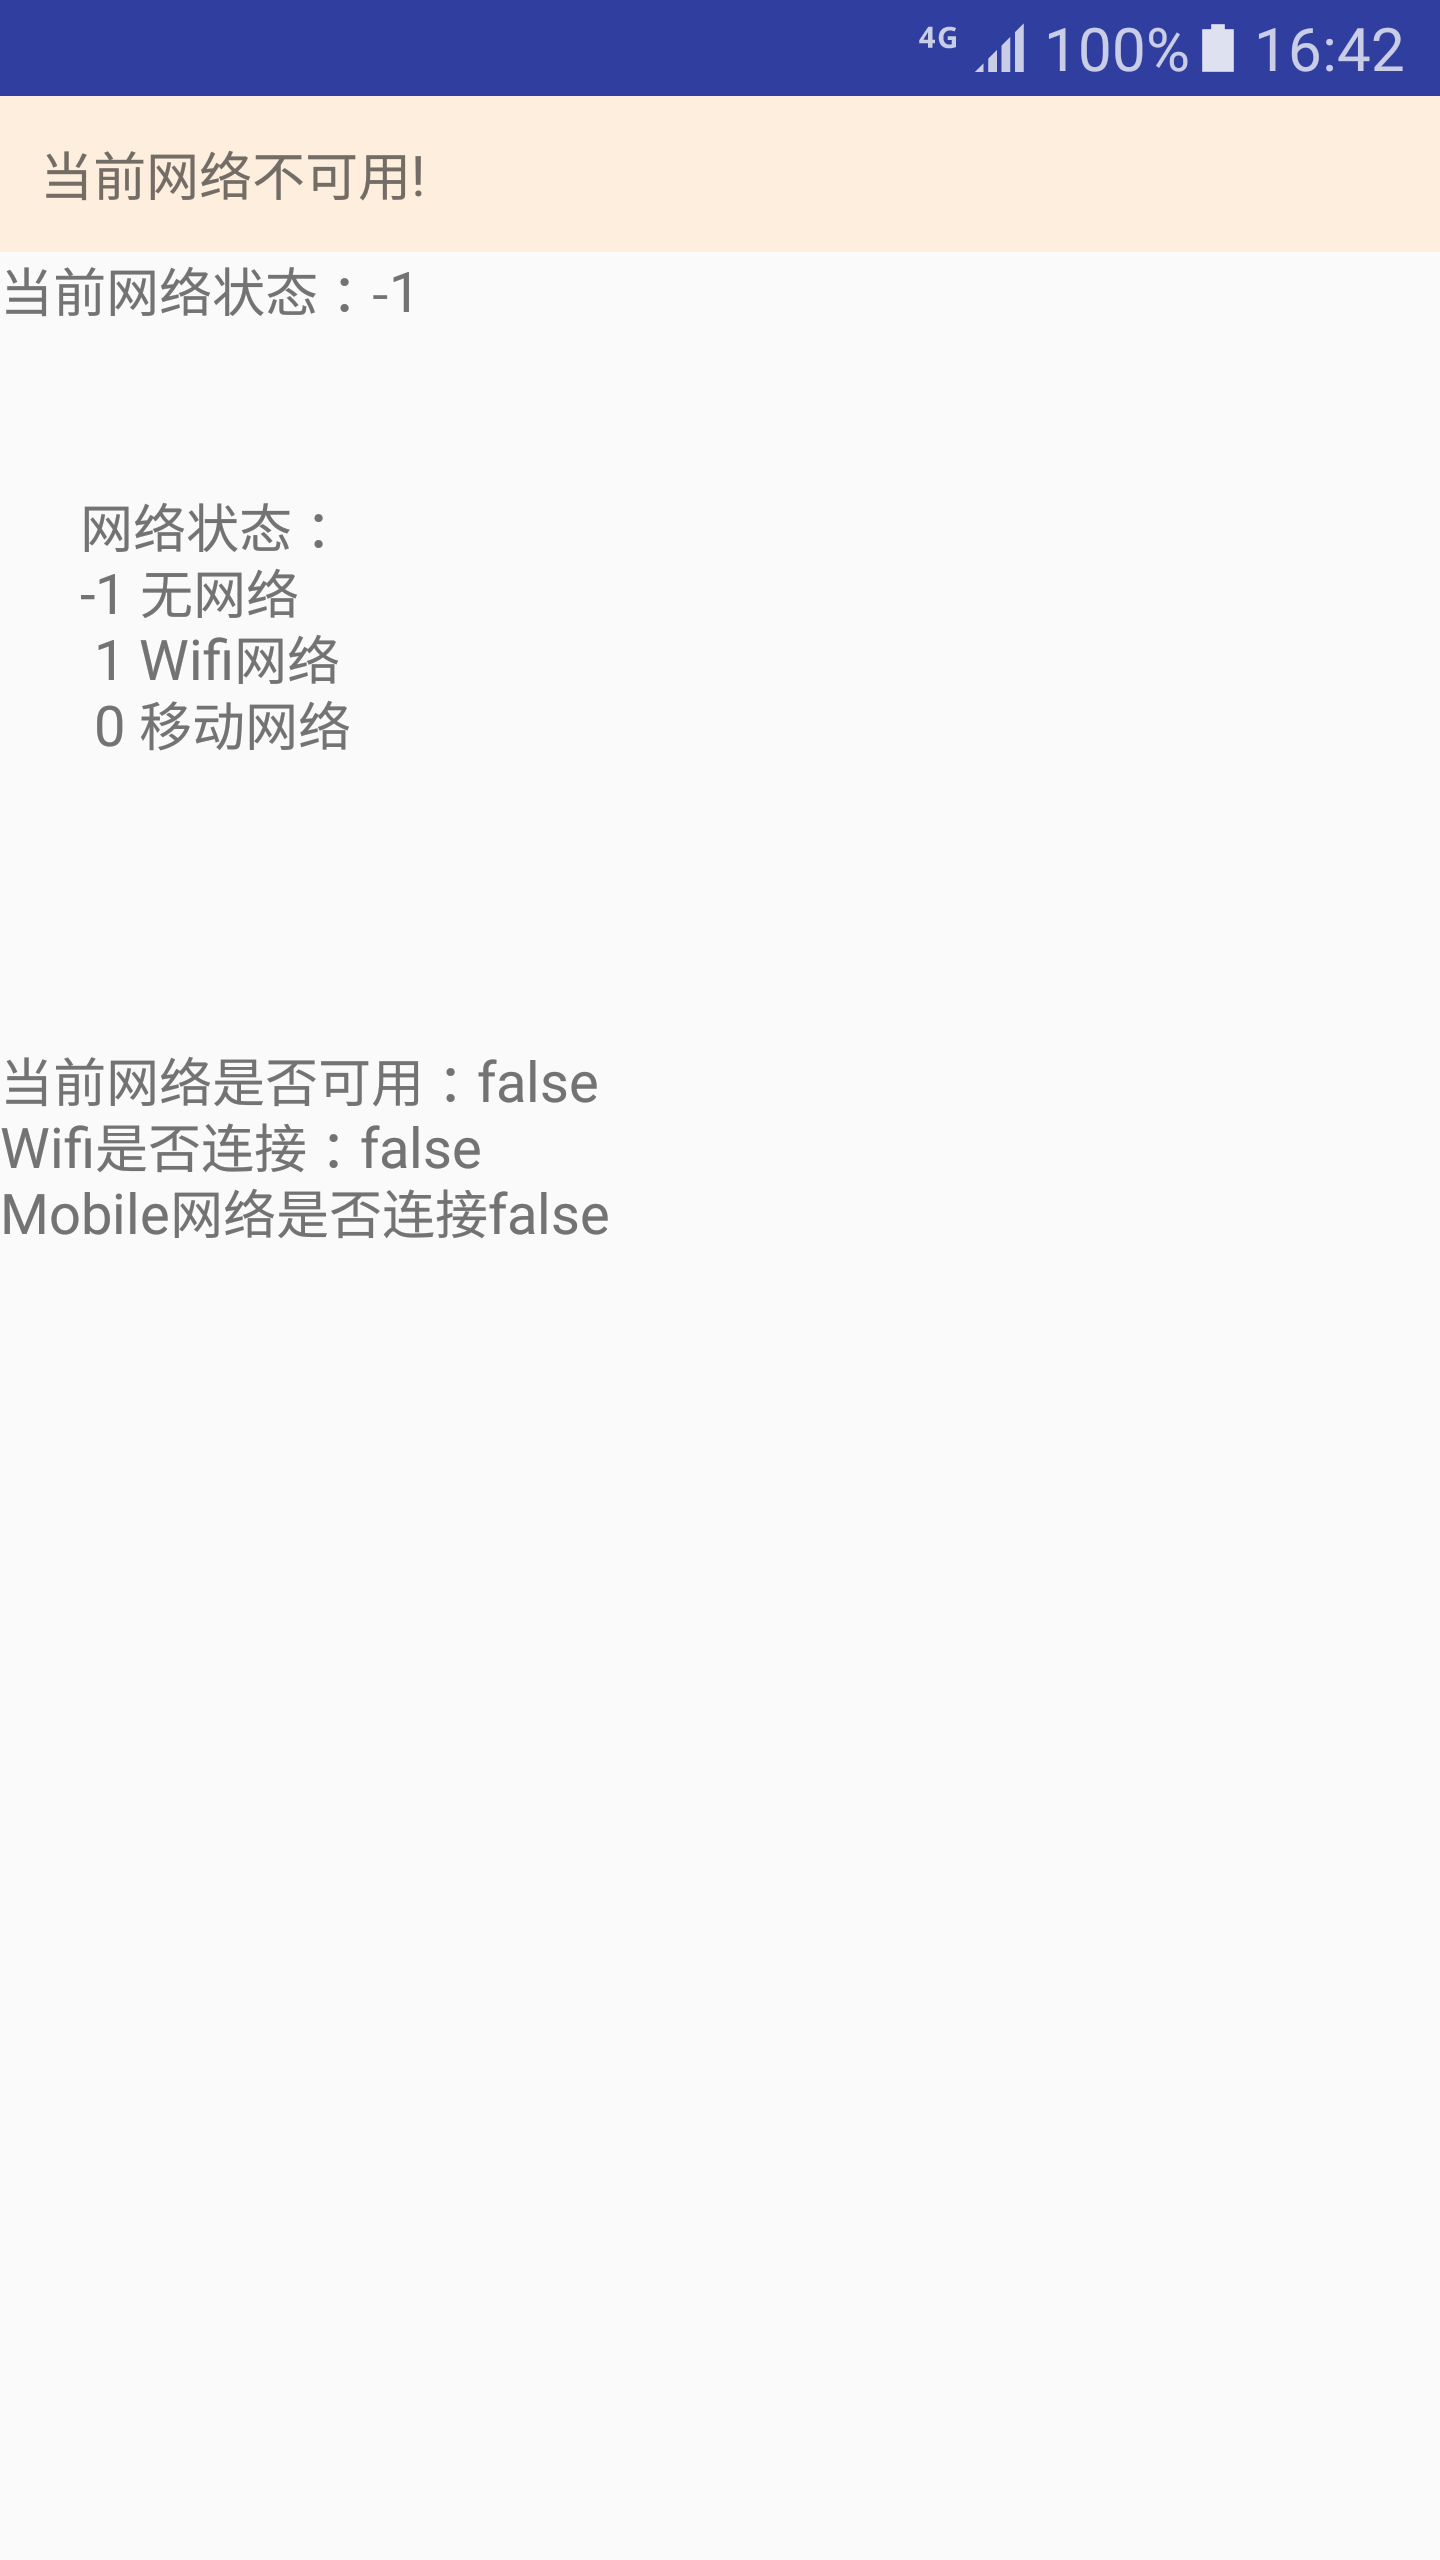 4G 100% 16:42
当前网络不可用!
当前网络状态：-1
网络状态：
-1 无网络
1 Wifi网络
0 移动网络
当前网络是否可用：false
Wifi是否连接：false
Mobile网络是否连接false